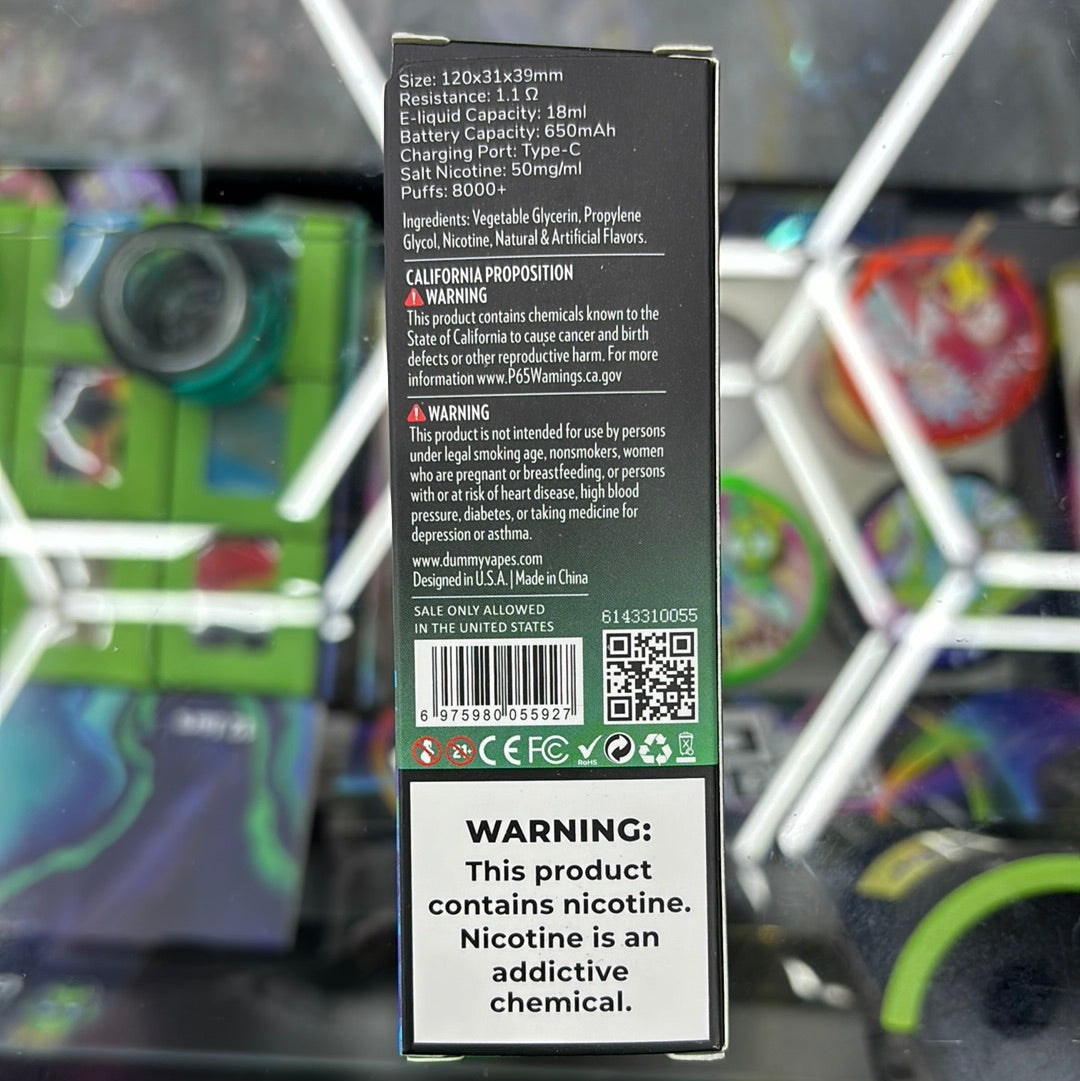 Size: 120x31x39mm
Resistance: 1.1 Ω
E-liquid Capacity: 18ml
Battery Capacity: 650mAh
Charging Port: Type-C
Salt Nicotine: 50mg/ml
Puffs: 8000+
Ingredients: Vegetable Glycerin, Propylene
Glycol, Nicotine, Natural & Artificial Flavors.
CALIFORNIA PROPOSITION
WARNING
This product contains chemicals known to the
State of California to cause cancer and birth
defects or other reproductive harm. For more
information www.P65Wamings.ca.gov
WARNING
This product is not intended for use by persons
under legal smoking age, nonsmokers, women
who are pregnant or breastfeeding, or persons
with or at risk of heart disease, high blood
pressure, diabetes, or taking medicine for
depression or asthma.
www.dummyvapes.com
Designed in U.S.A. | Made in China
SALE ONLY ALLOWED
IN THE UNITED STATES
6143310055
6 975980 055927
21+ CE FC RoHS
WARNING:
This product
contains nicotine.
Nicotine is an
addictive
chemical.